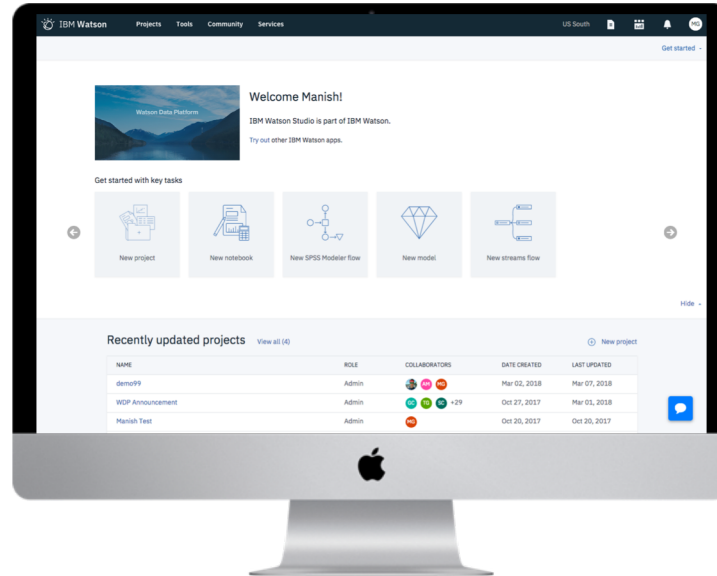 IBM Watson Projects Tools Community Services US South MG
Get started
Watson Data Platform
Welcome Manish!
IBM Watson Studio is part of IBM Watson.
Try out other IBM Watson apps.
Get started with key tasks
New project New notebook New SPSS Modeler flow New model New streams flow
Hide
Recently updated projects View all (4) New project
NAME ROLE COLLABORATORS DATE CREATED LAST UPDATED
demo99 Admin AM MG Mar 02, 2018 Mar 07, 2018
WDP Announcement Admin GC TG SC +29 Oct 27, 2017 Mar 01, 2018
Manish Test Admin MG Oct 20, 2017 Oct 20, 2017